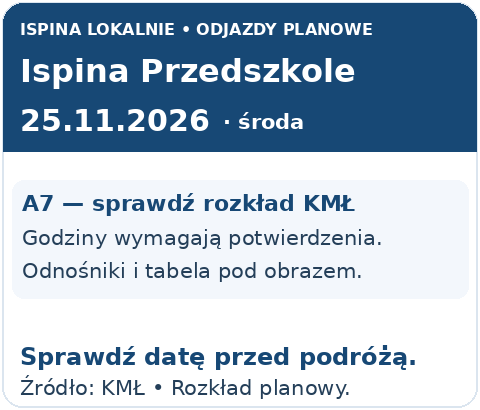 ISPINA LOKALNIE • ODJAZDY PLANOWE
Ispina Przedszkole
25.11.2026 · środa
A7 — sprawdź rozkład KMŁ
Godziny wymagają potwierdzenia.
Odnośniki i tabela pod obrazem.
Sprawdź datę przed podróżą.
Źródło: KMŁ • Rozkład planowy.